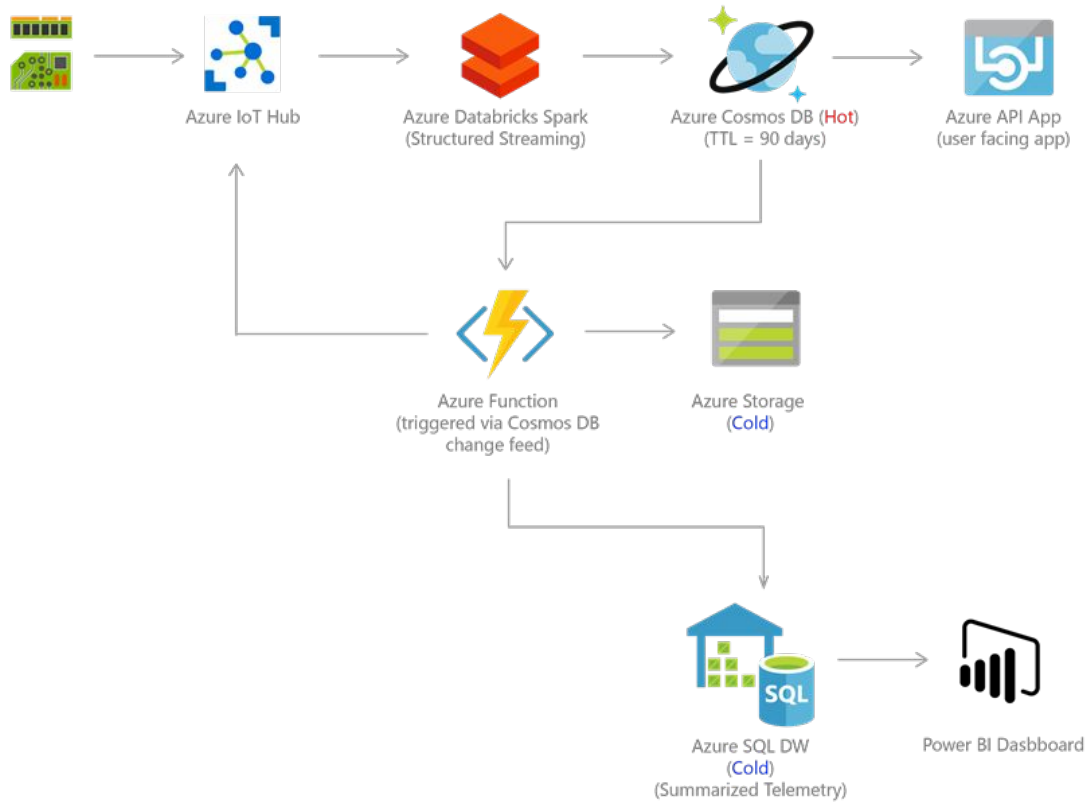 Azure IoT Hub
Azure Databricks Spark
(Structured Streaming)
Azure Cosmos DB (Hot)
(TTL = 90 days)
Azure API App
(user facing app)
Azure Function
(triggered via Cosmos DB
change feed)
Azure Storage
(Cold)
SQL
Azure SQL DW
(Cold)
(Summarized Telemetry)
Power BI Dasbboard